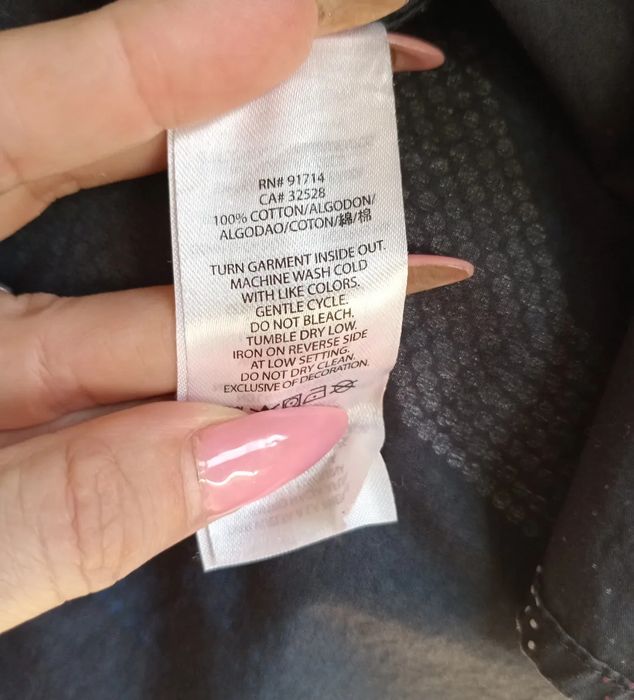 RN# 91714
CA# 32528
100% COTTON/ALGODON/
ALGODAO/COTON/綿/棉
TURN GARMENT INSIDE OUT.
MACHINE WASH COLD
WITH LIKE COLORS.
GENTLE CYCLE.
DO NOT BLEACH.
TUMBLE DRY LOW.
IRON ON REVERSE SIDE
AT LOW SETTING.
DO NOT DRY CLEAN.
EXCLUSIVE OF DECORATION.